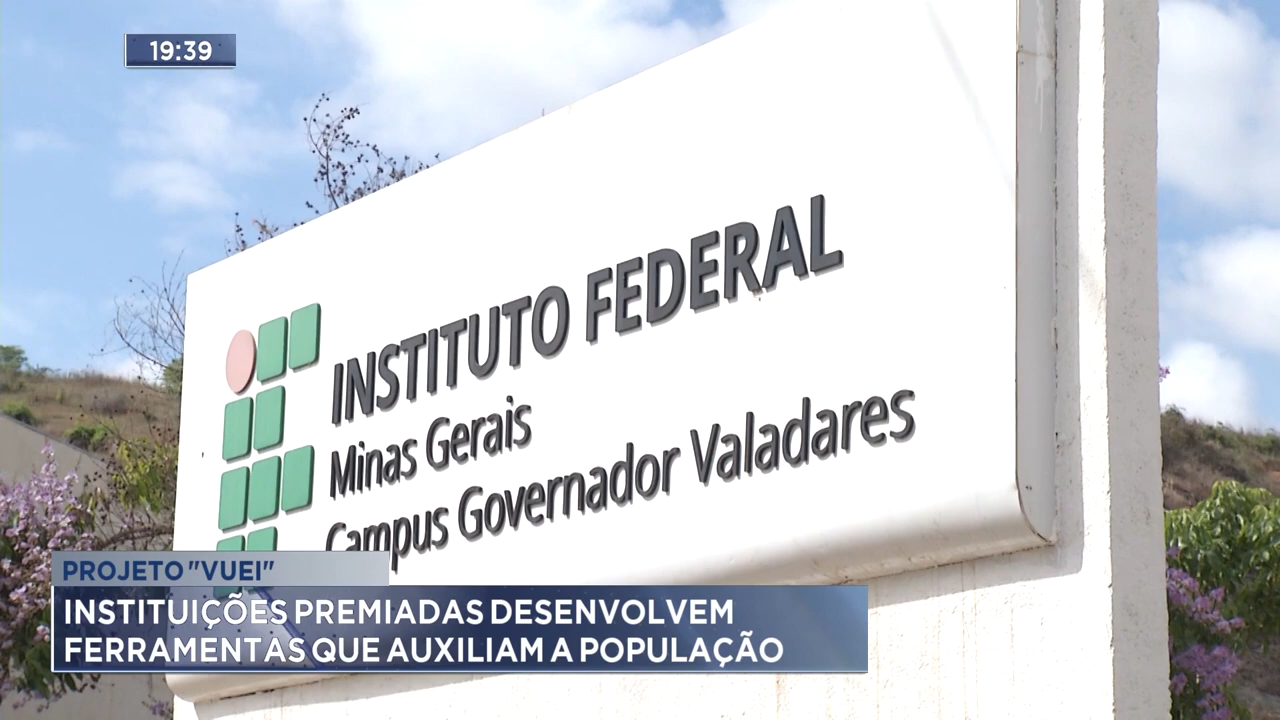 19:39
INSTITUTO FEDERAL
Minas Gerais
Campus Governador Valadares
PROJETO "VUEI"
INSTITUIÇÕES PREMIADAS DESENVOLVEM
FERRAMENTAS QUE AUXILIAM A POPULAÇÃO